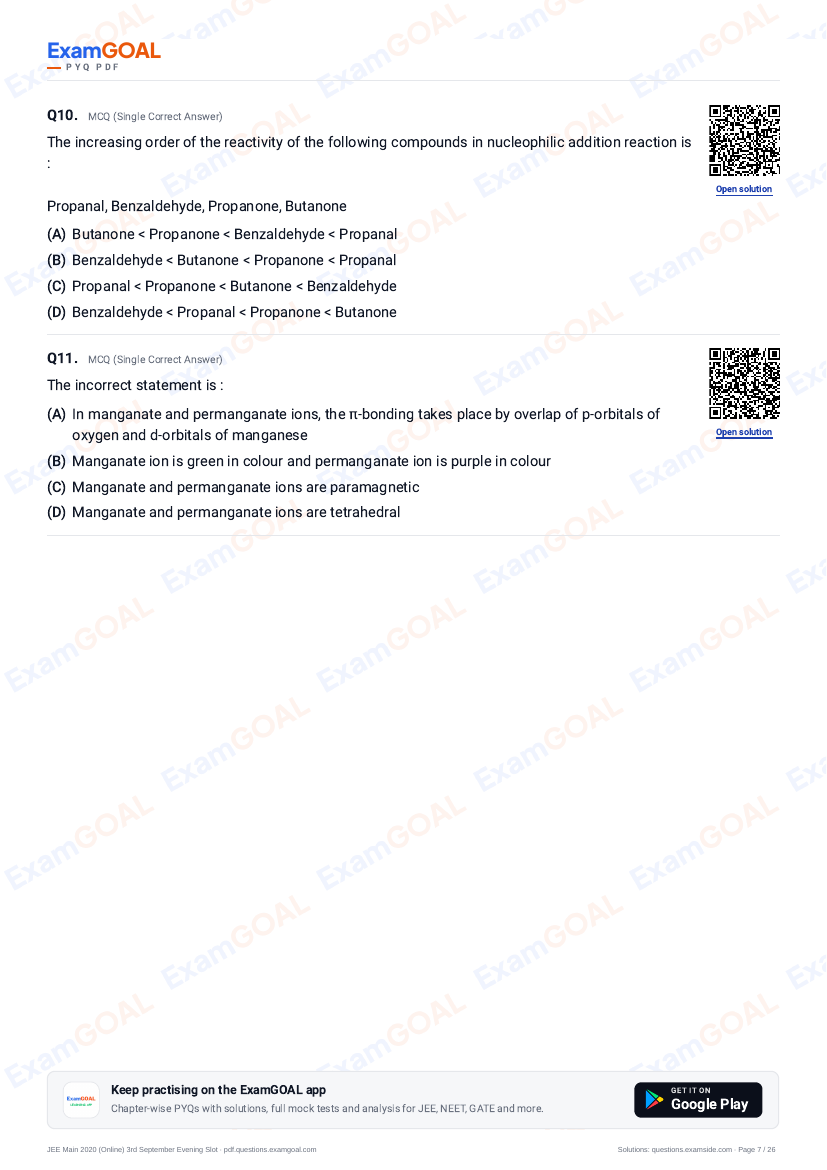 ExamGOAL
PYQ PDF
Q10. MCQ (Single Correct Answer)
The increasing order of the reactivity of the following compounds in nucleophilic addition reaction is
:
Open solution
Propanal, Benzaldehyde, Propanone, Butanone
(A) Butanone < Propanone < Benzaldehyde < Propanal
(B) Benzaldehyde < Butanone < Propanone < Propanal
(C) Propanal < Propanone < Butanone < Benzaldehyde
(D) Benzaldehyde < Propanal < Propanone < Butanone
Q11. MCQ (Single Correct Answer)
The incorrect statement is :
(A) In manganate and permanganate ions, the π-bonding takes place by overlap of p-orbitals of
oxygen and d-orbitals of manganese
Open solution
(B) Manganate ion is green in colour and permanganate ion is purple in colour
(C) Manganate and permanganate ions are paramagnetic
(D) Manganate and permanganate ions are tetrahedral
ExamGOAL
Keep practising on the ExamGOAL app
Chapter-wise PYQs with solutions, full mock tests and analysis for JEE, NEET, GATE and more.
GET IT ON
Google Play
JEE Main 2020 (Online) 3rd September Evening Slot · pdf.questions.examgoal.com
Solutions: questions.examside.com · Page 7 / 26